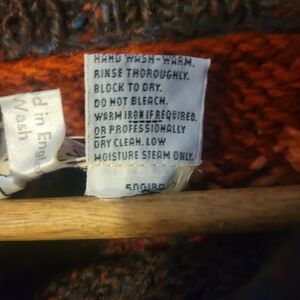 HAND WASH-WARM.
RINSE THOROUGHLY.
BLOCK TO DRY.
DO NOT BLEACH.
WARM IRON IF REQUIRED.
OR PROFESSIONALLY
DRY CLEAN. LOW
MOISTURE STEAM ONLY.
d in Eng
Wash